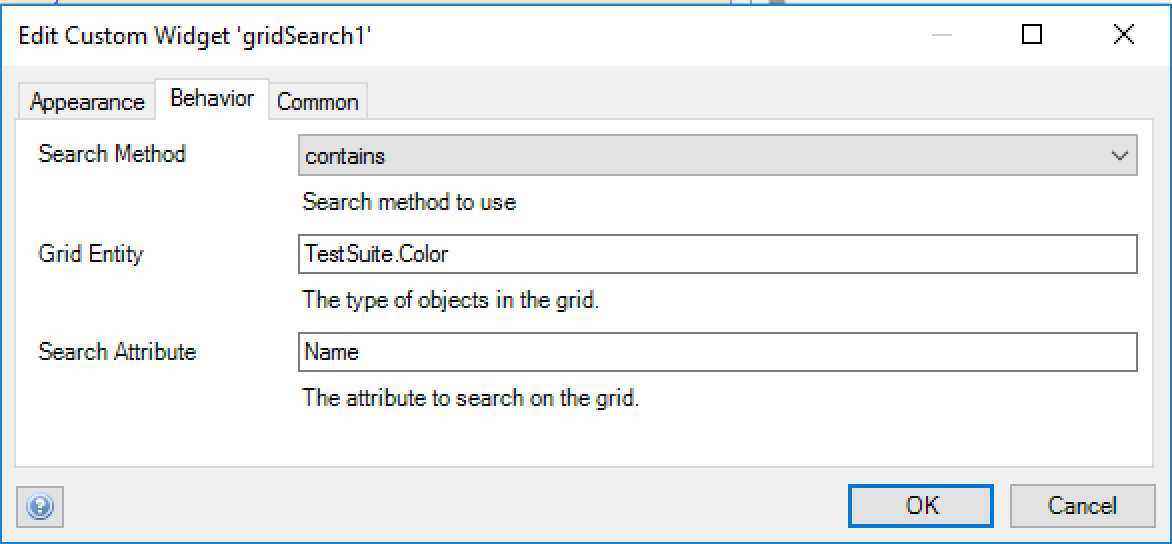 Edit Custom Widget 'gridSearch1'
Appearance Behavior Common
Search Method contains
Search method to use
Grid Entity TestSuite.Color
The type of objects in the grid.
Search Attribute Name
The attribute to search on the grid.
? OK Cancel